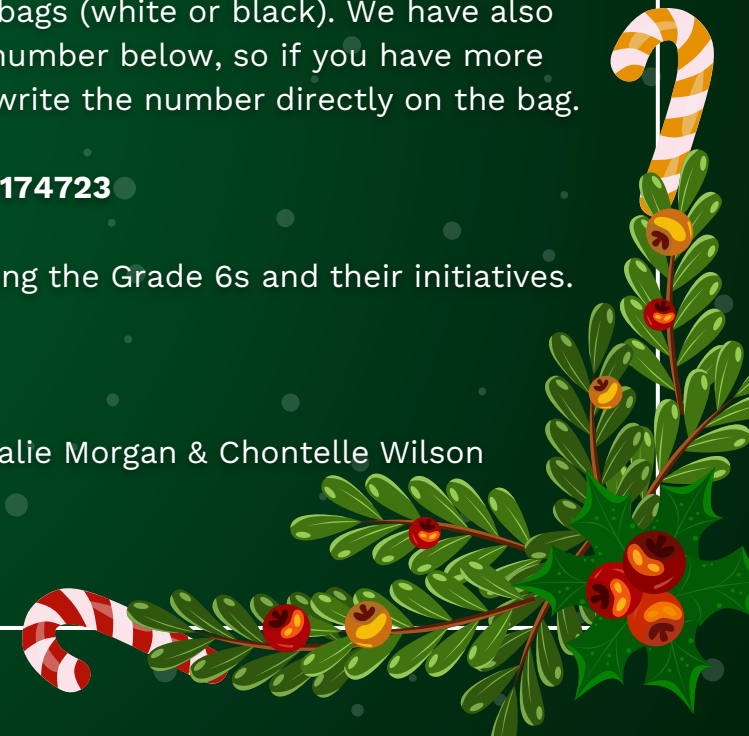 bags (white or black). We have also
number below, so if you have more
write the number directly on the bag.
174723
ng the Grade 6s and their initiatives.
alie Morgan & Chontelle Wilson